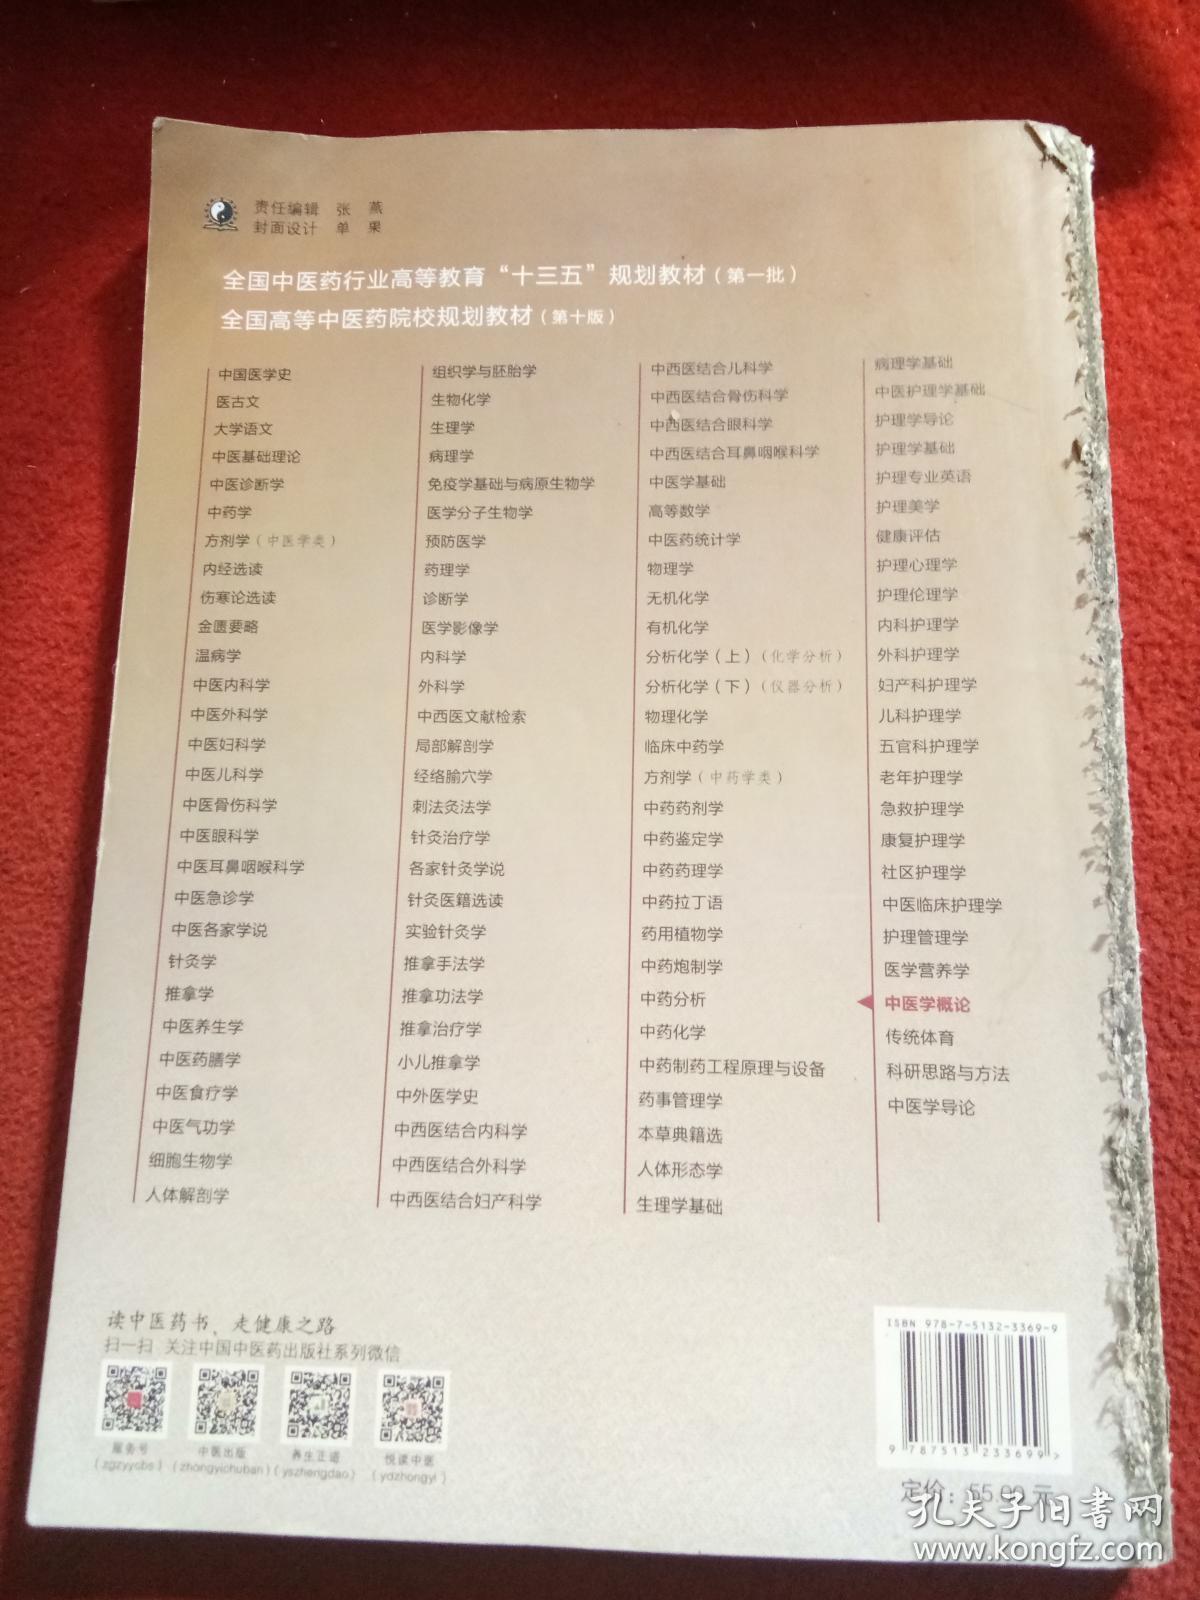 责任编辑 张 燕
封面设计 单 果
全国中医药行业高等教育“十三五”规划教材（第一批）
全国高等中医药院校规划教材（第十版）
中国医学史
医古文
大学语文
中医基础理论
中医诊断学
中药学
方剂学（中医学类）
内经选读
伤寒论选读
金匮要略
温病学
中医内科学
中医外科学
中医妇科学
中医儿科学
中医骨伤科学
中医眼科学
中医耳鼻咽喉科学
中医急诊学
中医各家学说
针灸学
推拿学
中医养生学
中医药膳学
中医食疗学
中医气功学
细胞生物学
人体解剖学
组织学与胚胎学
生物化学
生理学
病理学
免疫学基础与病原生物学
医学分子生物学
预防医学
药理学
诊断学
医学影像学
内科学
外科学
中西医文献检索
局部解剖学
经络腧穴学
刺法灸法学
针灸治疗学
各家针灸学说
针灸医籍选读
实验针灸学
推拿手法学
推拿功法学
推拿治疗学
小儿推拿学
中外医学史
中西医结合内科学
中西医结合外科学
中西医结合妇产科学
中西医结合儿科学
中西医结合骨伤科学
中西医结合眼科学
中西医结合耳鼻咽喉科学
中医学基础
高等数学
中医药统计学
物理学
无机化学
有机化学
分析化学（上）（化学分析）
分析化学（下）（仪器分析）
物理化学
临床中药学
方剂学（中药学类）
中药药剂学
中药鉴定学
中药药理学
中药拉丁语
药用植物学
中药炮制学
中药分析
中药化学
中药制药工程原理与设备
药事管理学
本草典籍选
人体形态学
生理学基础
病理学基础
中医护理学基础
护理学导论
护理学基础
护理专业英语
护理美学
健康评估
护理心理学
护理伦理学
内科护理学
外科护理学
妇产科护理学
儿科护理学
五官科护理学
老年护理学
急救护理学
康复护理学
社区护理学
中医临床护理学
护理管理学
医学营养学
中医学概论
传统体育
科研思路与方法
中医学导论
读中医药书，走健康之路
扫一扫 关注中国中医药出版社系列微信
服务号
（zgzyycbs）
中医出版
（zhongyichuban）
养生正道
（yszhengdao）
悦读中医
（ydzhongyi）
ISBN 978-7-5132-3369-9
9 787513 233699 >
定价：55.00 元
孔夫子旧书网
www.kongfz.com